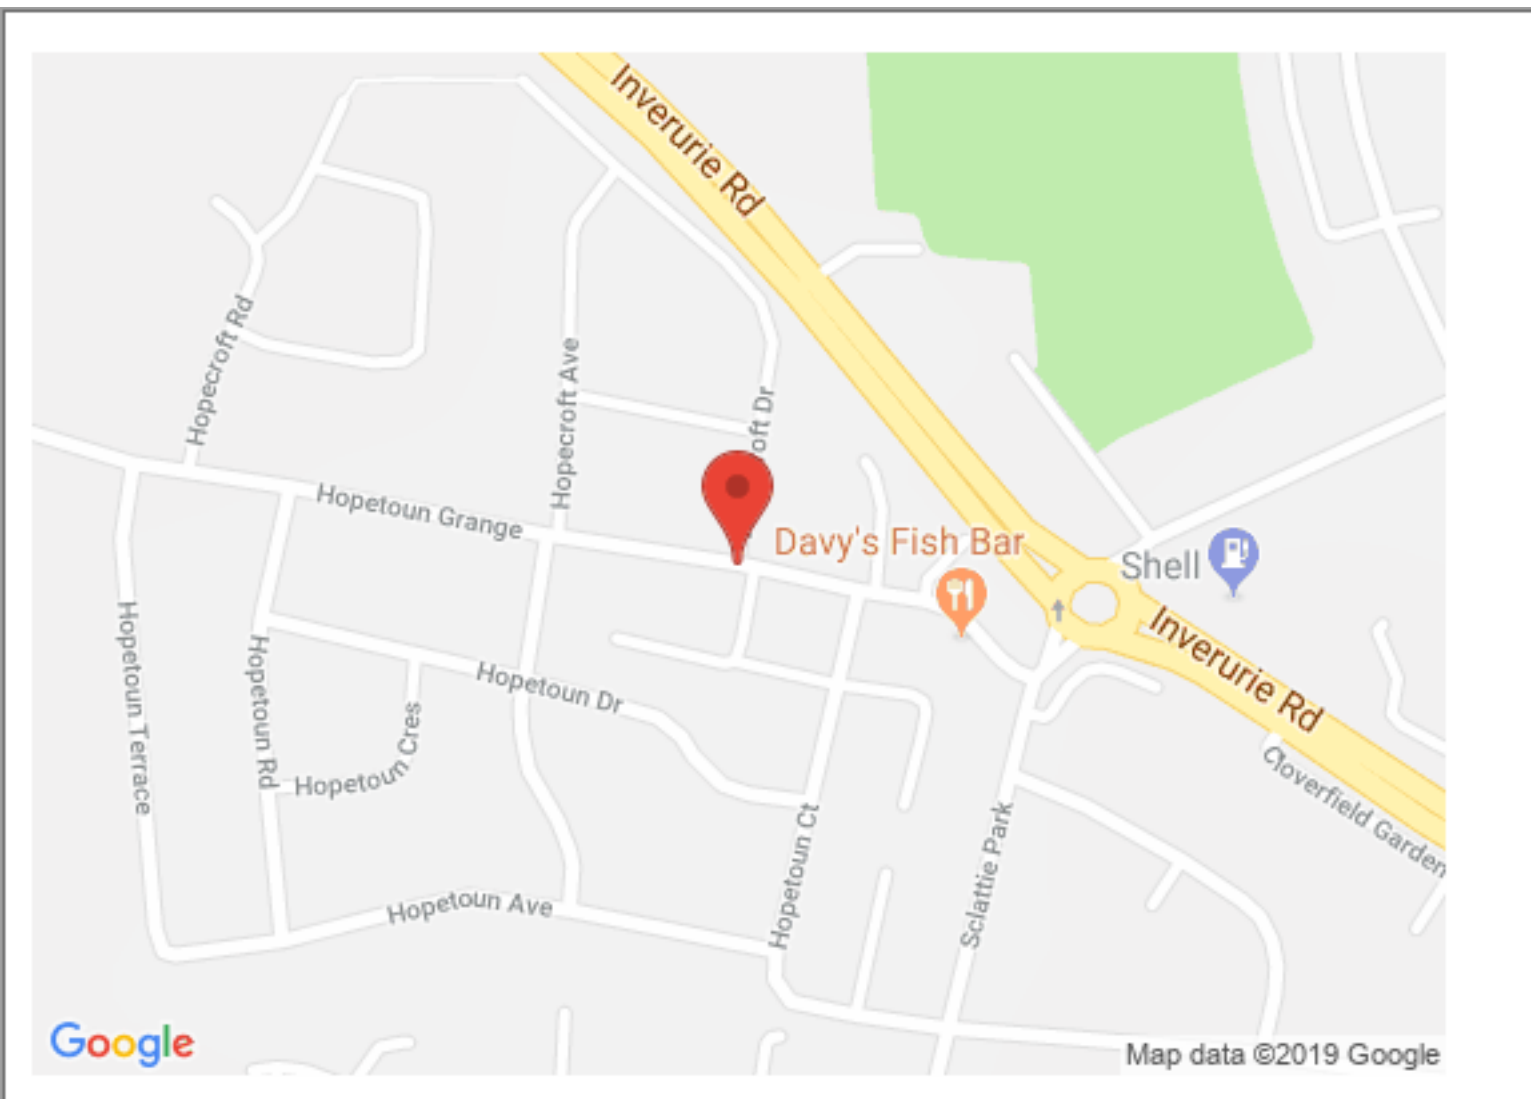 Inverurie Rd
Hopecroft Rd
Hopecroft Ave
oft Dr
Hopetoun Grange
Davy's Fish Bar
Shell
Inverurie Rd
Hopetoun Terrace
Hopetoun Rd
Hopetoun Dr
Hopetoun Cres
Cloverfield Garden
Hopetoun Ct
Sclattie Park
Hopetoun Ave
Google
Map data ©2019 Google